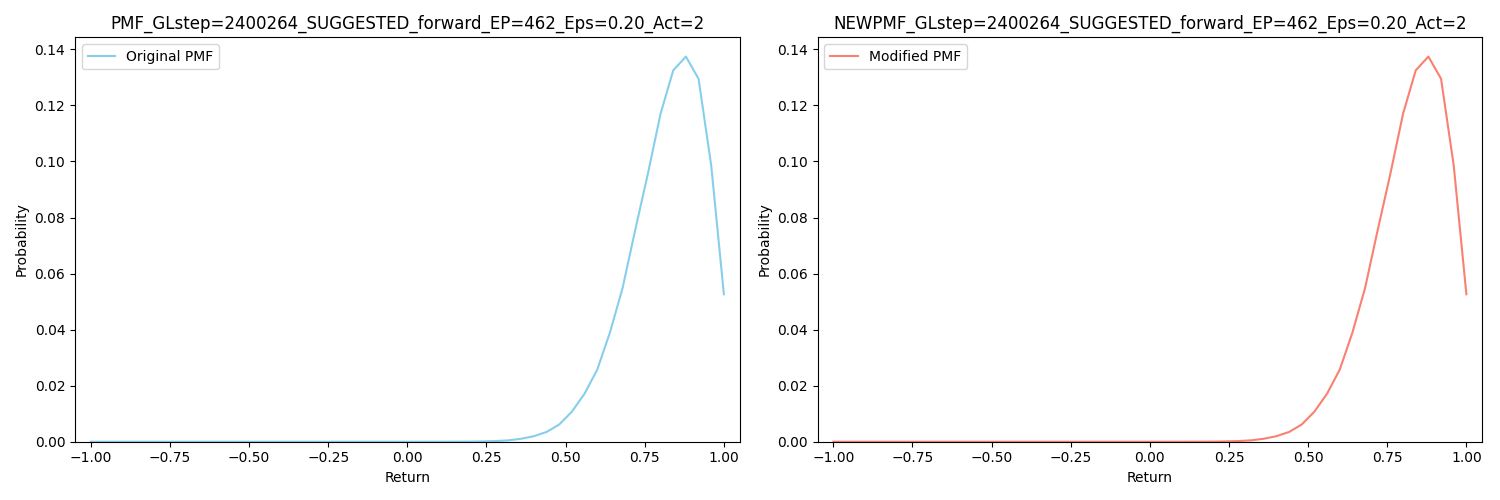 PMF_GLstep=2400264_SUGGESTED_forward_EP=462_Eps=0.20_Act=2
Original PMF
0.14
0.12
0.10
0.08
0.06
0.04
0.02
0.00
Probability
−1.00 −0.75 −0.50 −0.25 0.00 0.25 0.50 0.75 1.00
Return
NEWPMF_GLstep=2400264_SUGGESTED_forward_EP=462_Eps=0.20_Act=2
Modified PMF
0.14
0.12
0.10
0.08
0.06
0.04
0.02
0.00
Probability
−1.00 −0.75 −0.50 −0.25 0.00 0.25 0.50 0.75 1.00
Return